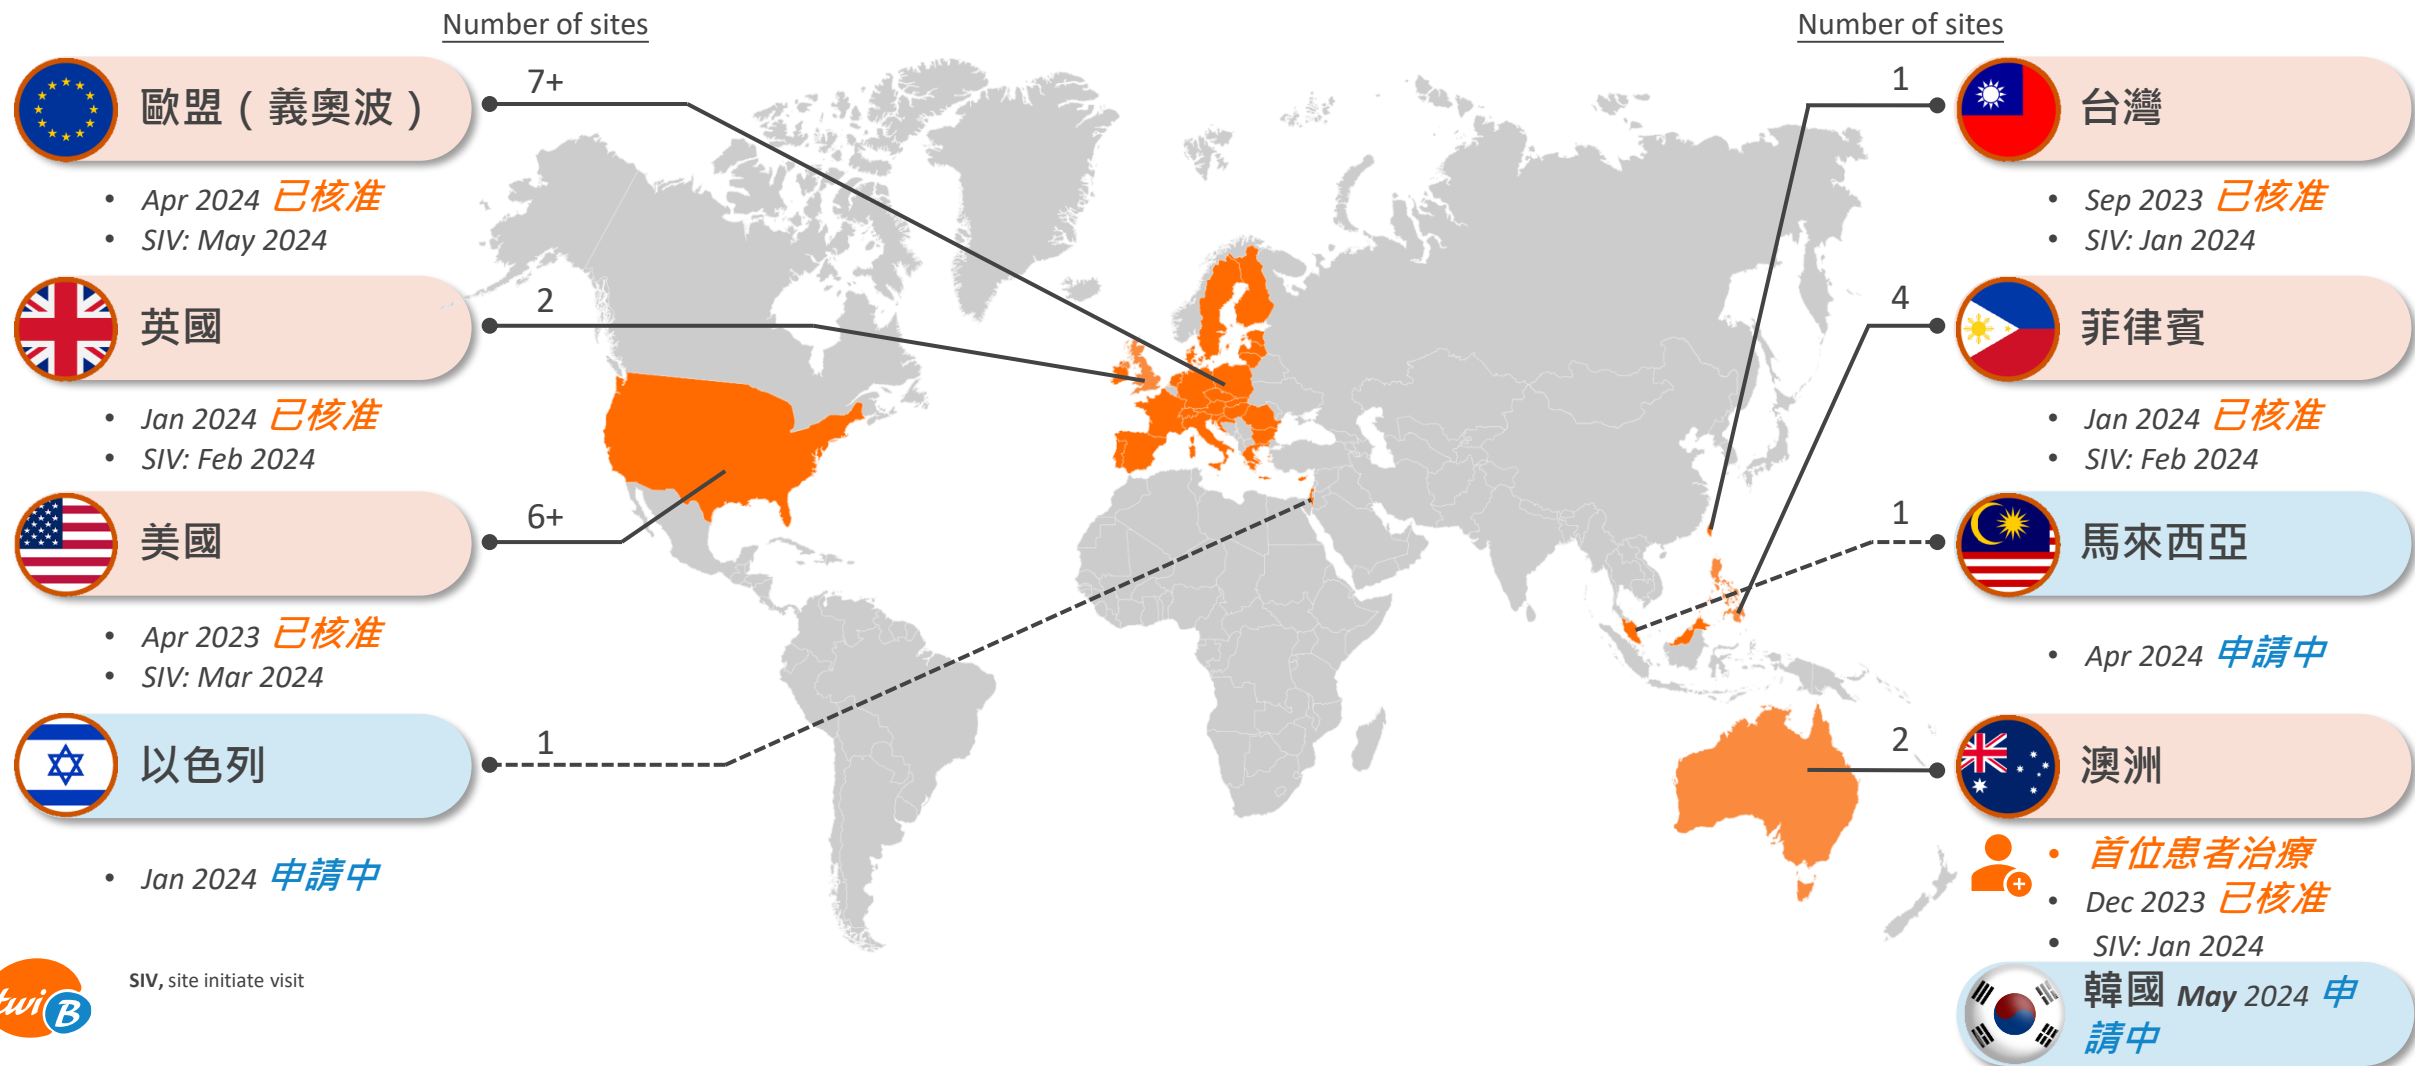 Number of sites
7+
歐盟（義奧波）
• Apr 2024 已核准
• SIV: May 2024
2
英國
• Jan 2024 已核准
• SIV: Feb 2024
6+
美國
• Apr 2023 已核准
• SIV: Mar 2024
1
以色列
• Jan 2024 申請中
Number of sites
1
台灣
• Sep 2023 已核准
• SIV: Jan 2024
4
菲律賓
• Jan 2024 已核准
• SIV: Feb 2024
1
馬來西亞
• Apr 2024 申請中
2
澳洲
• 首位患者治療
• Dec 2023 已核准
• SIV: Jan 2024
韓國 May 2024 申
請中
twi B
SIV, site initiate visit